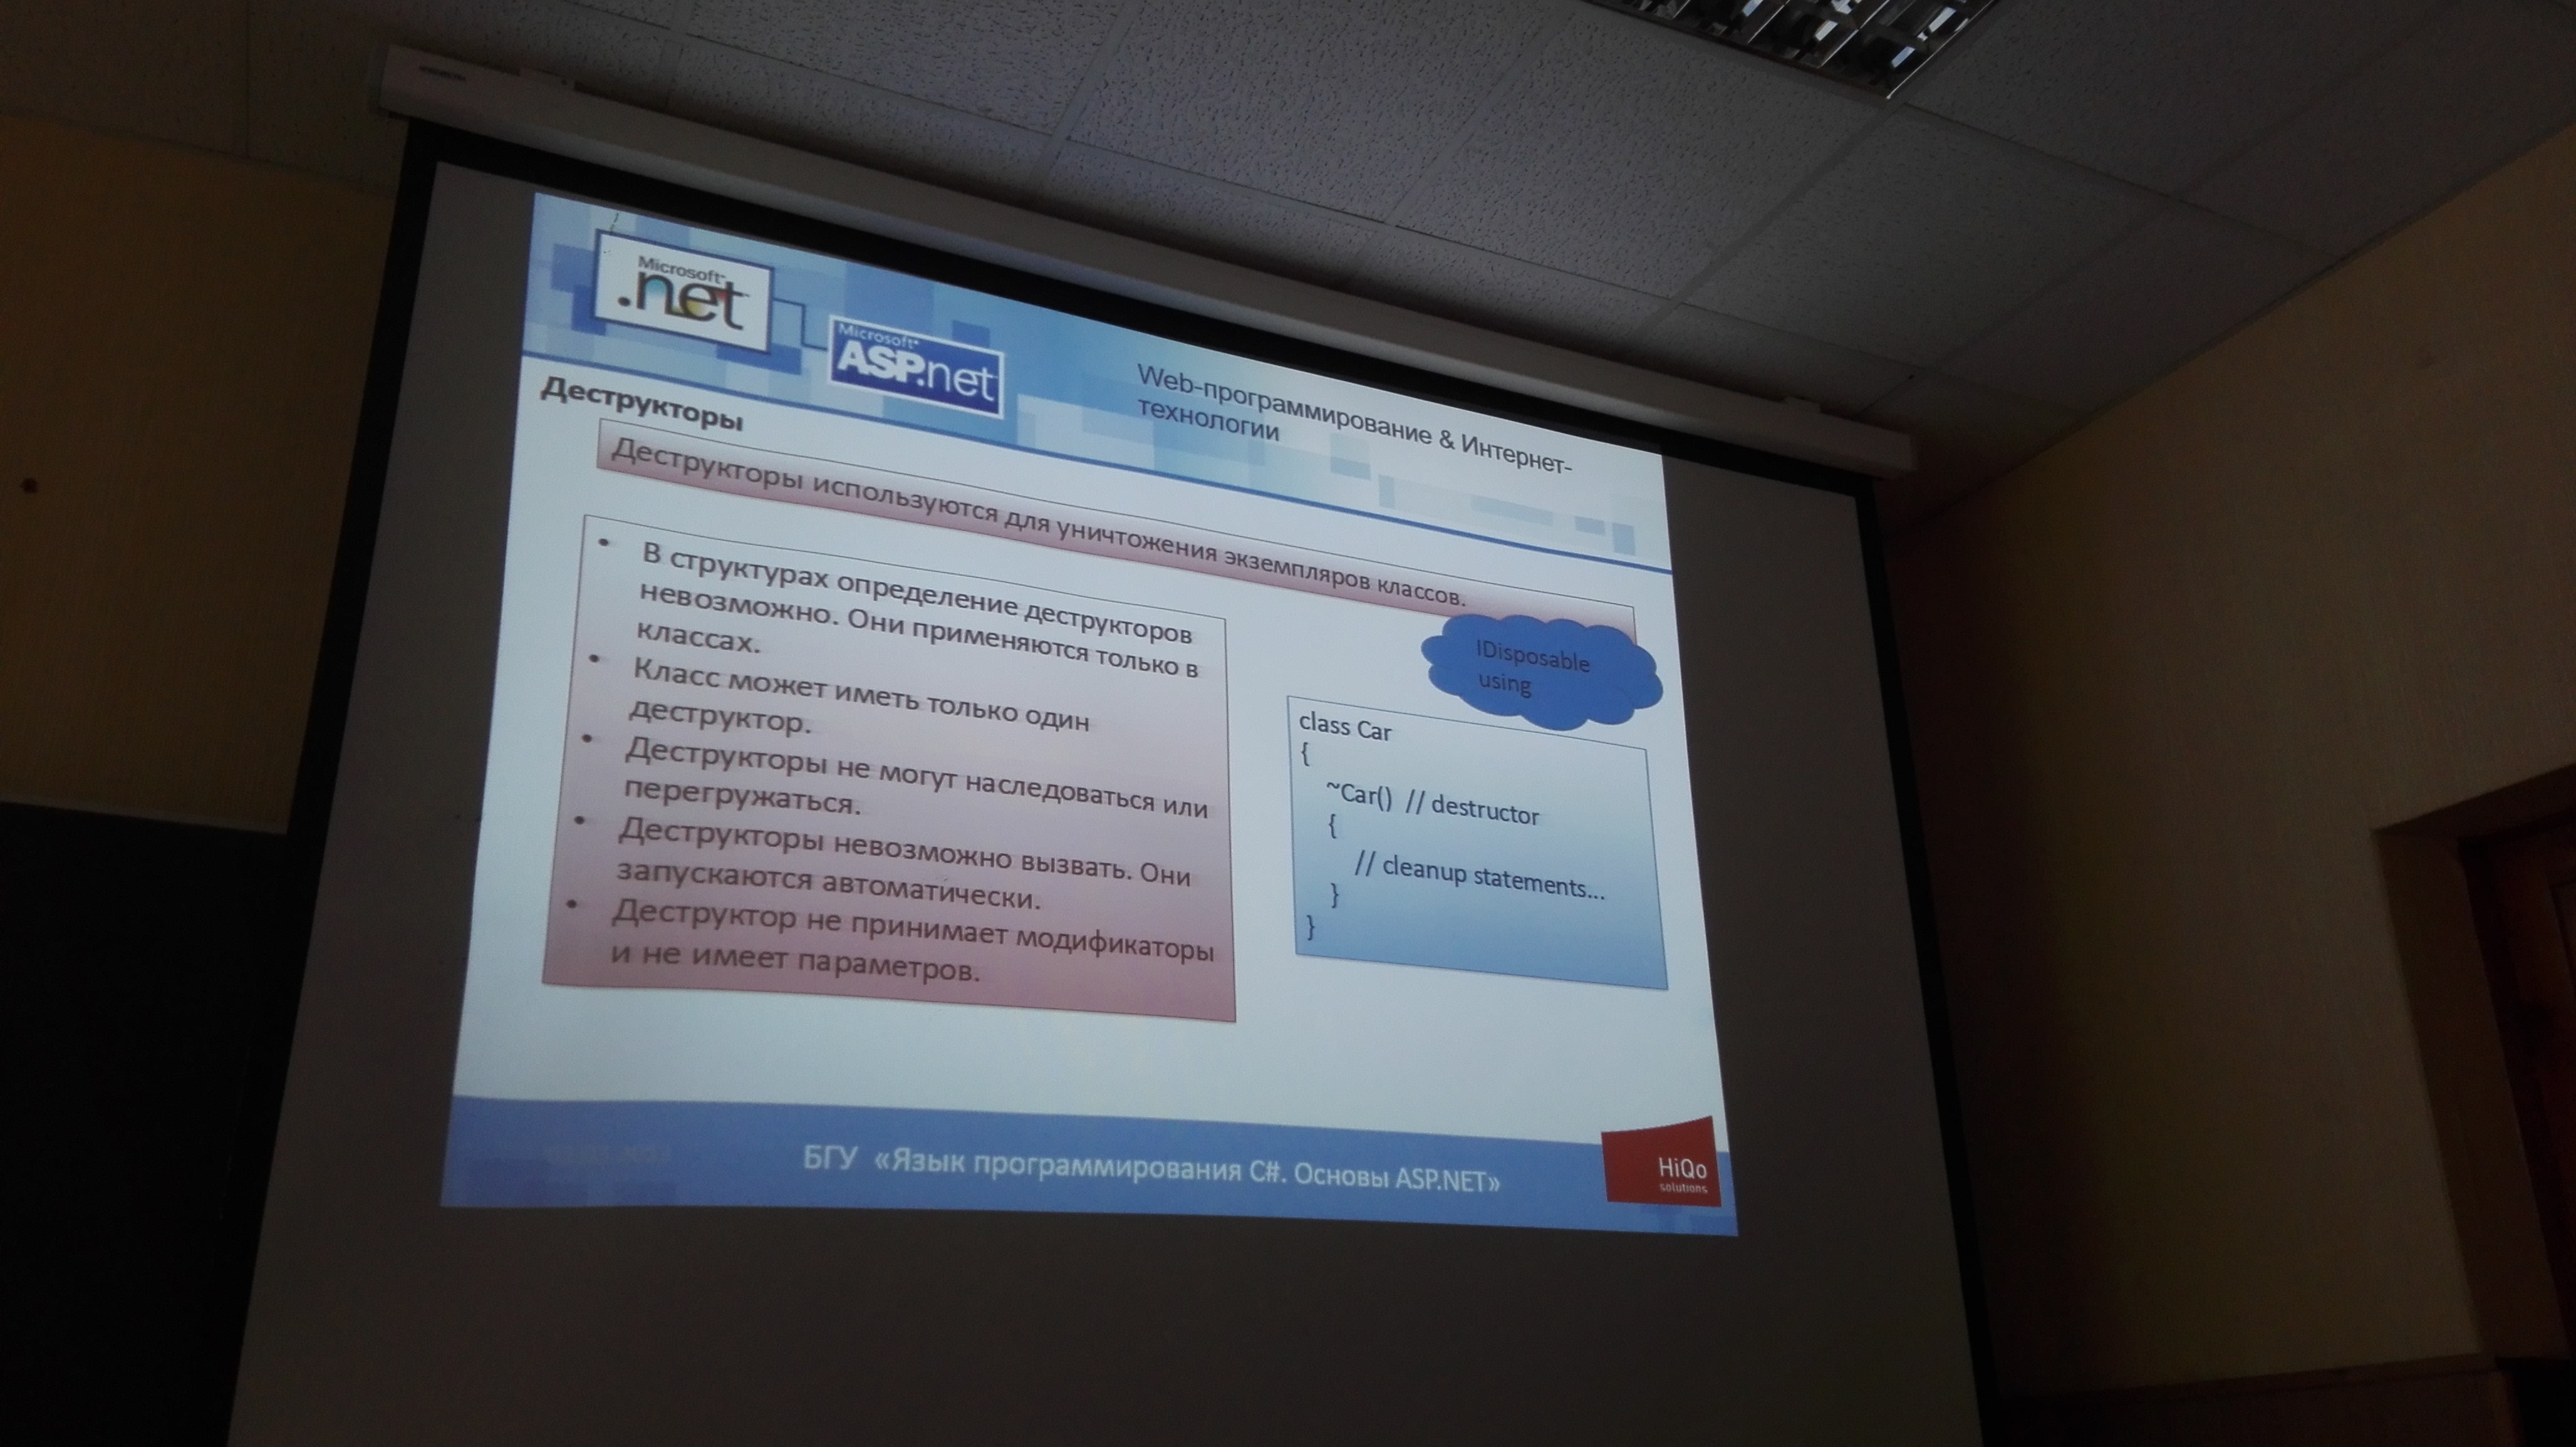 Microsoft
.net
Microsoft
ASP.net
Web-программирование & Интернет-
технологии
Деструкторы
Деструкторы используются для уничтожения экземпляров классов.
• В структурах определение деструкторов
невозможно. Они применяются только в
классах.
• Класс может иметь только один
деструктор.
• Деструкторы не могут наследоваться или
перегружаться.
• Деструкторы невозможно вызвать. Они
запускаются автоматически.
• Деструктор не принимает модификаторы
и не имеет параметров.
IDisposable
using
class Car
{
~Car() // destructor
{
// cleanup statements...
}
}
БГУ «Язык программирования C#. Основы ASP.NET»
HiQo
solutions